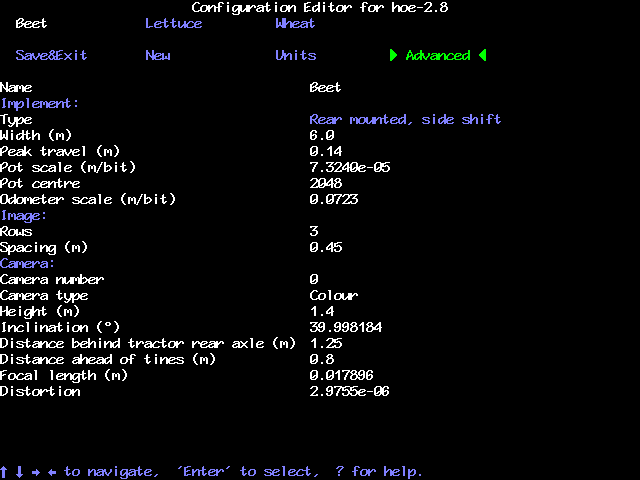 Configuration Editor for hoe-2.8
Beet Lettuce Wheat
Save&Exit New Units Advanced
Name Beet
Implement:
Type Rear mounted, side shift
Width (m) 6.0
Peak travel (m) 0.14
Pot scale (m/bit) 7.3240e-05
Pot centre 2048
Odometer scale (m/bit) 0.0723
Image:
Rows 3
Spacing (m) 0.45
Camera:
Camera number 0
Camera type Colour
Height (m) 1.4
Inclination (°) 39.998184
Distance behind tractor rear axle (m) 1.25
Distance ahead of tines (m) 0.8
Focal length (m) 0.017896
Distortion 2.9755e-06
↑ ↓ → ← to navigate, 'Enter' to select, ? for help.